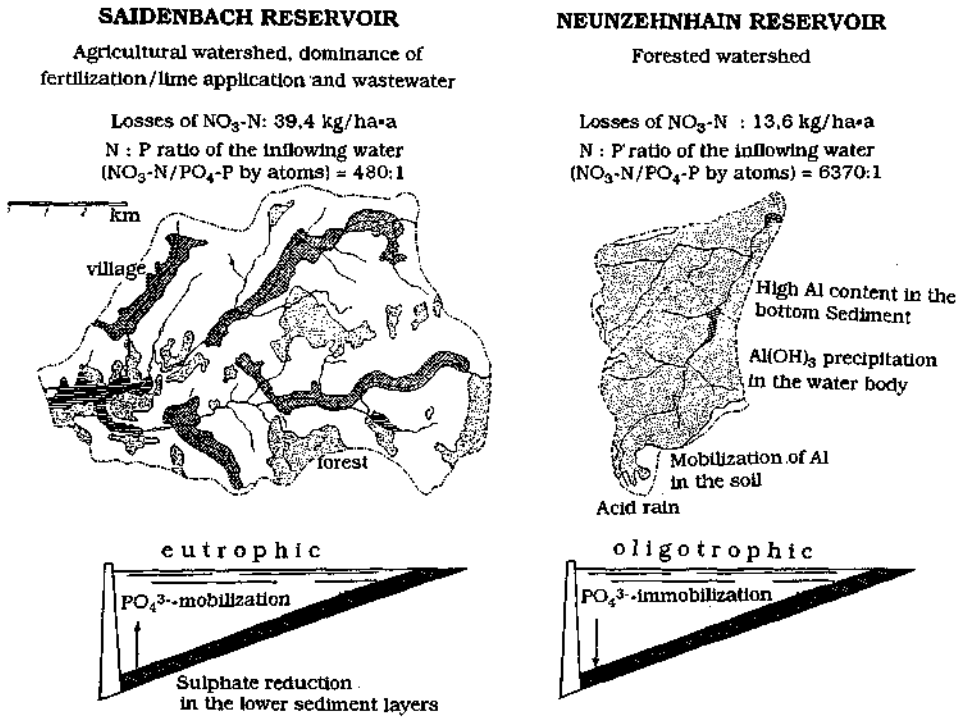 SAIDENBACH RESERVOIR
Agricultural watershed, dominance of
fertilization/lime application and wastewater
Losses of NO₃-N: 39,4 kg/ha•a
N : P ratio of the inflowing water
(NO₃-N/PO₄-P by atoms) = 480:1
km
village
forest
eutrophic
PO₄³⁻-mobilization
Sulphate reduction
in the lower sediment layers
NEUNZEHNHAIN RESERVOIR
Forested watershed
Losses of NO₃-N : 13,6 kg/ha•a
N : P ratio of the inflowing water
(NO₃-N/PO₄-P by atoms) = 6370:1
High Al content in the
bottom Sediment
Al(OH)₃ precipitation
in the water body
Mobilization of Al
in the soil
Acid rain
oligotrophic
PO₄³⁻-immobilization